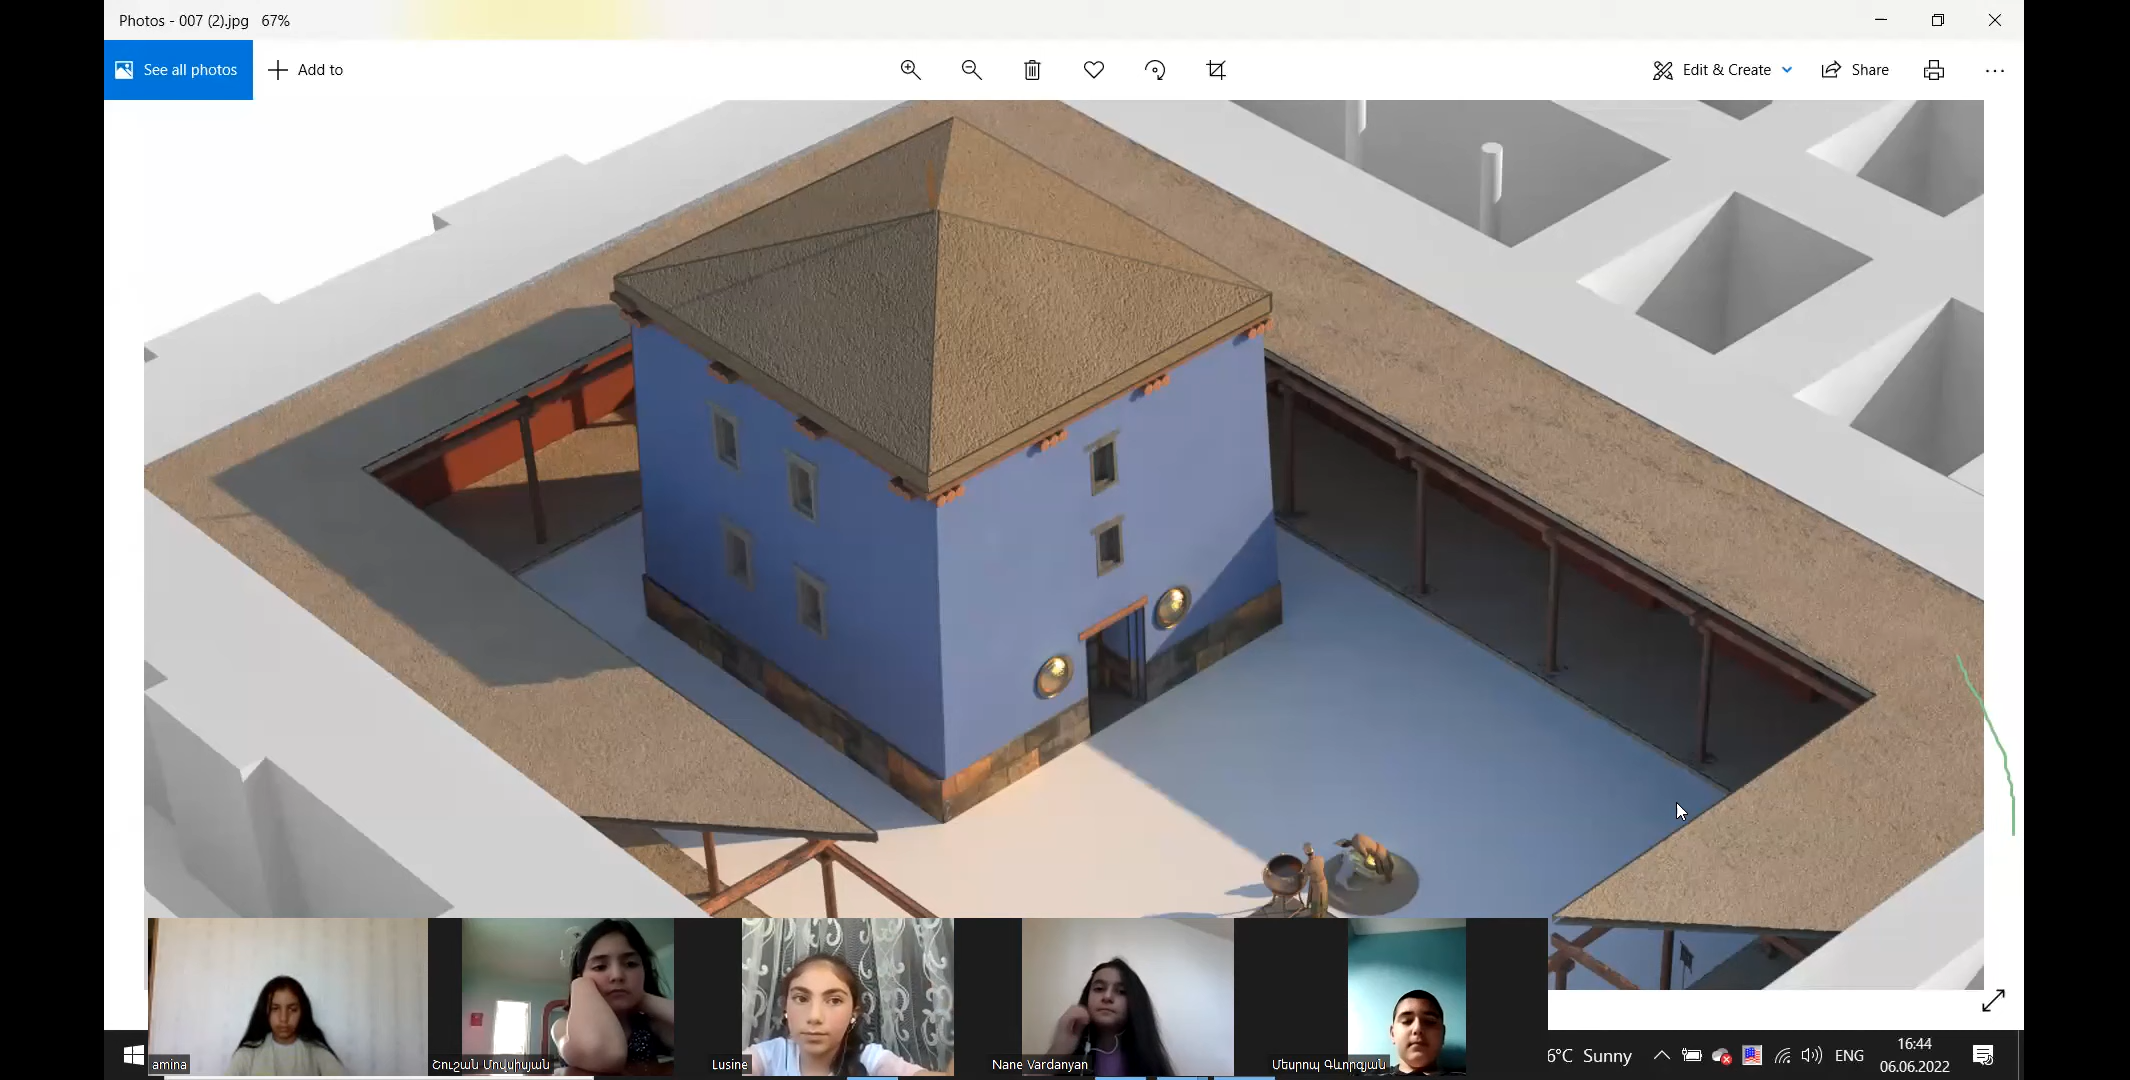 Photos - 007 (2).jpg   67%
See all photos
Add to
Edit & Create
Share
amina
Շուշան Մովսիսյան
Lusine
Nane Vardanyan
Մեսրոպ Գևորգյան
6°C Sunny
ENG
16:44
06.06.2022